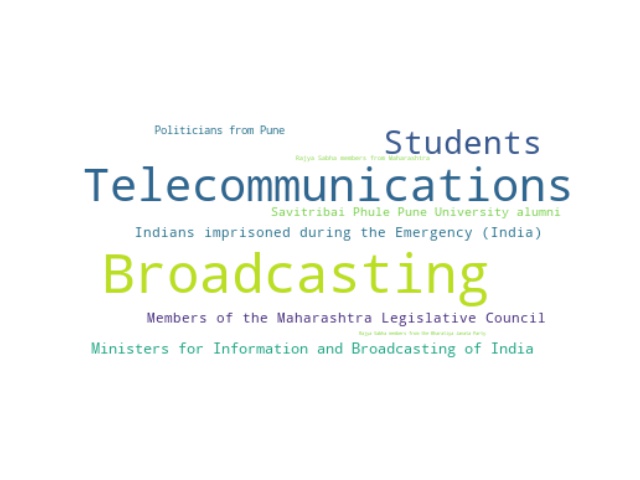 Politicians from Pune
Students
Rajya Sabha members from Maharashtra
Telecommunications
Savitribai Phule Pune University alumni
Indians imprisoned during the Emergency (India)
Broadcasting
Members of the Maharashtra Legislative Council
Rajya Sabha members from the Bharatiya Janata Party
Ministers for Information and Broadcasting of India